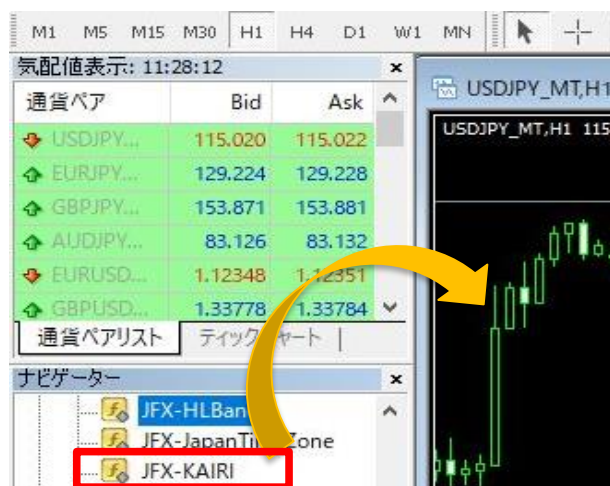 M1 M5 M15 M30 H1 H4 D1 W1 MN
気配値表示: 11:28:12
通貨ペア Bid Ask
USDJPY... 115.020 115.022
EURJPY... 129.224 129.228
GBPJPY... 153.871 153.881
AUDJPY... 83.126 83.132
EURUSD... 1.12348 1.12351
GBPUSD... 1.33778 1.33784
通貨ペアリスト
ナビゲーター
JFX-KAIRI
USDJPY_MT,H1
USDJPY_MT,H1 115